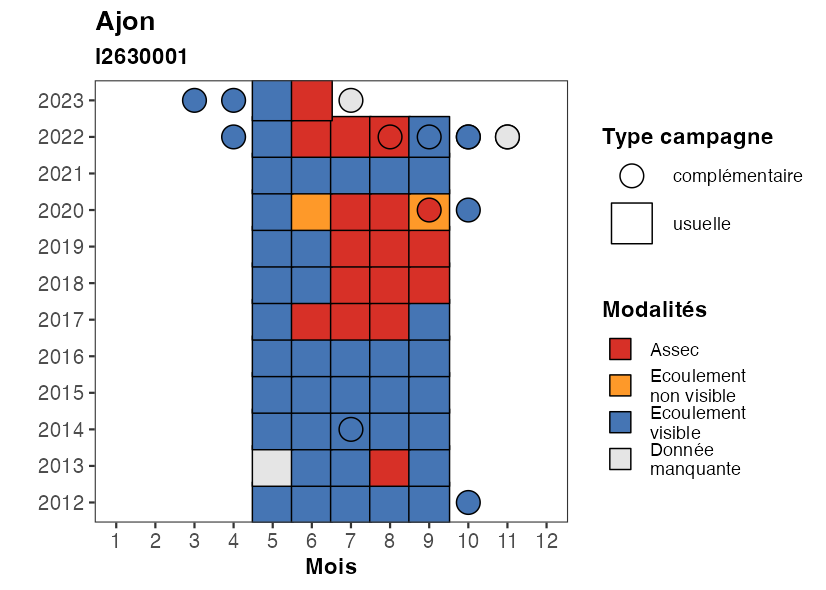 Ajon
I2630001
2023
2022
2021
2020
2019
2018
2017
2016
2015
2014
2013
2012
1 2 3 4 5 6 7 8 9 10 11 12
Mois
Type campagne
complémentaire
usuelle
Modalités
Assec
Ecoulement
non visible
Ecoulement
visible
Donnée
manquante